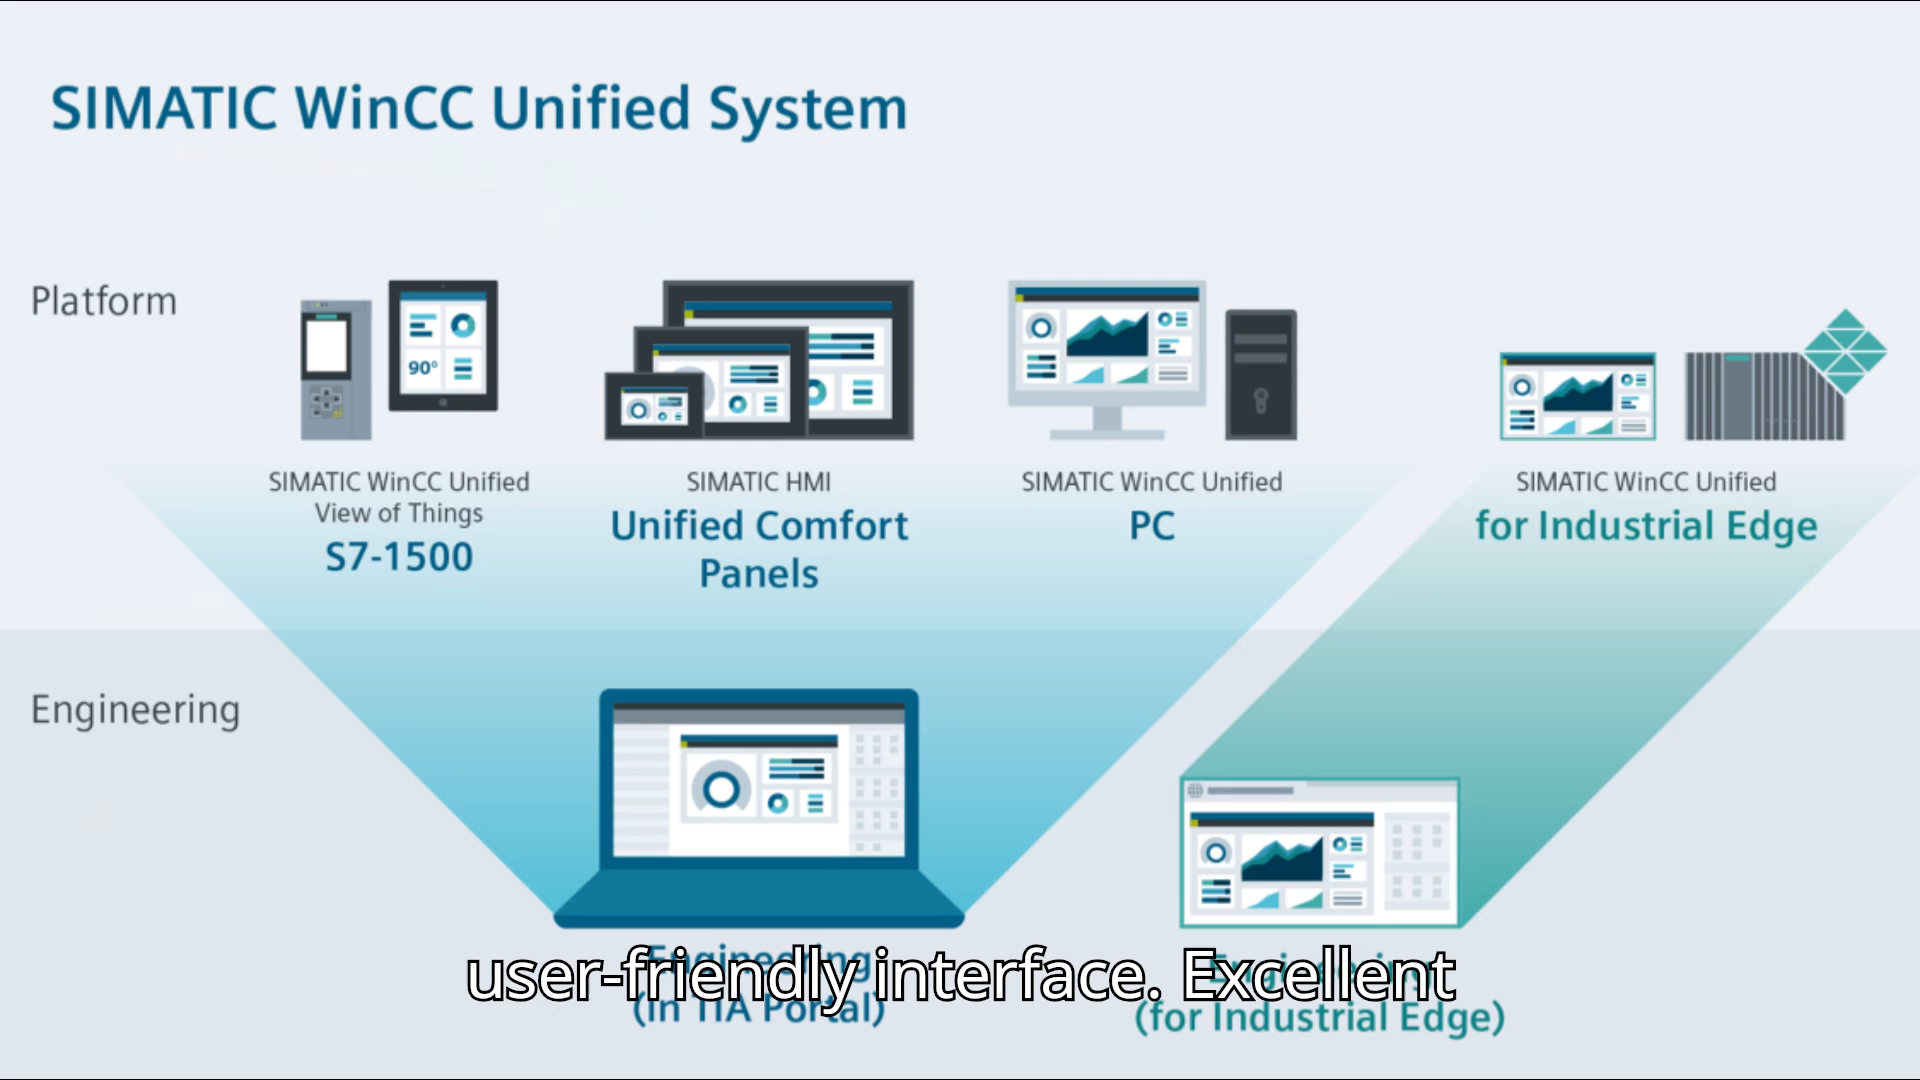 SIMATIC WinCC Unified System
Platform
90°
SIMATIC WinCC Unified
View of Things
S7-1500
SIMATIC HMI
Unified Comfort
Panels
SIMATIC WinCC Unified
PC
SIMATIC WinCC Unified
for Industrial Edge
Engineering
Engineering
(in TIA Portal)
Engineering
(for Industrial Edge)
user-friendly interface. Excellent